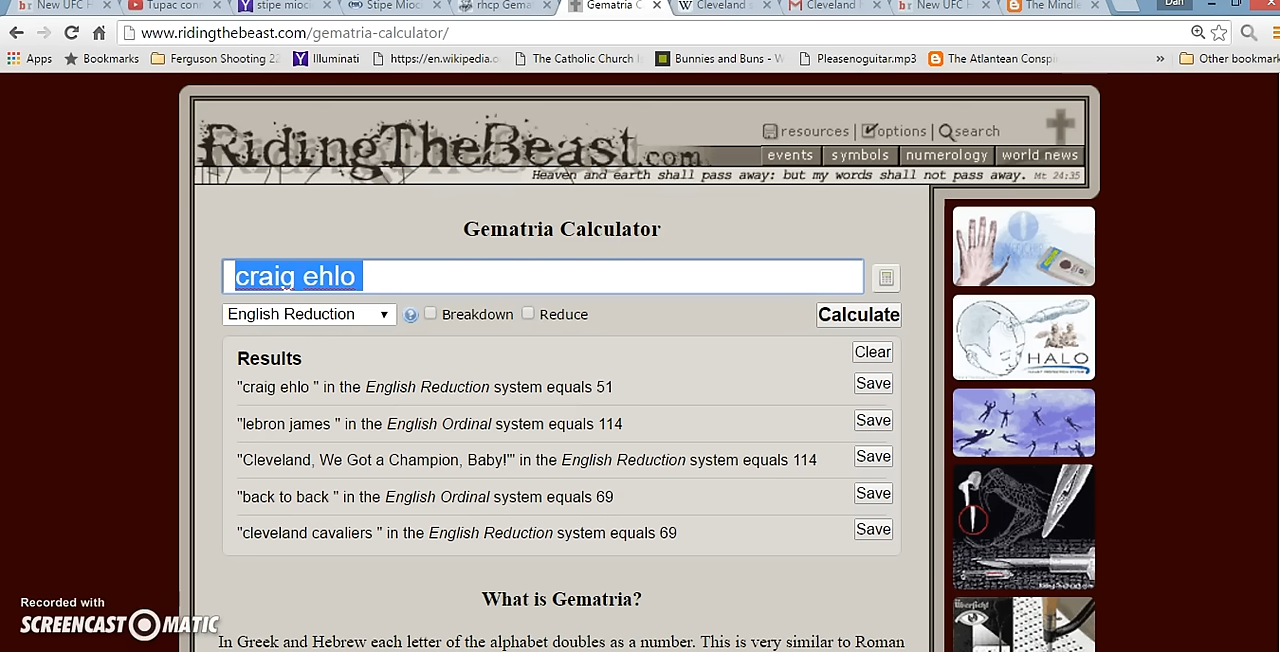 New UFC H
Tupac conn
stipe mioci
Stipe Mioc
rhcp Gema
Gematria C
Cleveland s
Cleveland
New UFC H
The Mindle
Dan
www.ridingthebeast.com/gematria-calculator/
Apps Bookmarks Ferguson Shooting 22 Illuminati https://en.wikipedia.o The Catholic Church I Bunnies and Buns - W Pleasenoguitar.mp3 The Atlantean Conspi » Other bookmark
RidingTheBeast.com
resources | options | search
events symbols numerology world news
Heaven and earth shall pass away: but my words shall not pass away. Mt 24:35
Gematria Calculator
craig ehlo
English Reduction Breakdown Reduce Calculate
Results Clear
"craig ehlo " in the English Reduction system equals 51 Save
"lebron james " in the English Ordinal system equals 114 Save
"Cleveland, We Got a Champion, Baby!'" in the English Reduction system equals 114 Save
"back to back " in the English Ordinal system equals 69 Save
"cleveland cavaliers " in the English Reduction system equals 69 Save
HALO
What is Gematria?
In Greek and Hebrew each letter of the alphabet doubles as a number. This is very similar to Roman
Recorded with
SCREENCAST MATIC